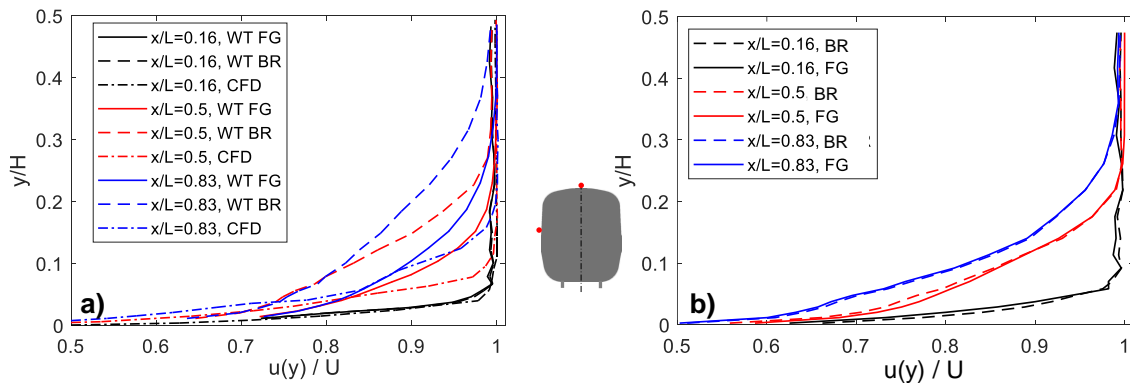 0.5
0.4
0.3
0.2
0.1
0
y/H
x/L=0.16, WT FG
x/L=0.16, WT BR
x/L=0.16, CFD
x/L=0.5, WT FG
x/L=0.5, WT BR
x/L=0.5, CFD
x/L=0.83, WT FG
x/L=0.83, WT BR
x/L=0.83, CFD
a)
0.5 0.6 0.7 0.8 0.9 1
u(y) / U
0.5
0.4
0.3
0.2
0.1
0
y/H
x/L=0.16, BR
x/L=0.16, FG
x/L=0.5, BR
x/L=0.5, FG
x/L=0.83, BR
x/L=0.83, FG
b)
0.5 0.6 0.7 0.8 0.9 1
u(y) / U